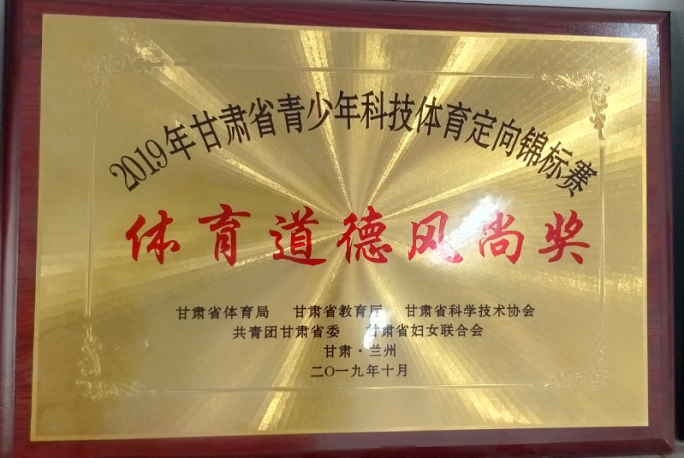 2019年甘肃省青少年科技体育定向锦标赛
体育道德风尚奖
甘肃省体育局 甘肃省教育厅 甘肃省科学技术协会
共青团甘肃省委 甘肃省妇女联合会
甘肃·兰州
二〇一九年十月